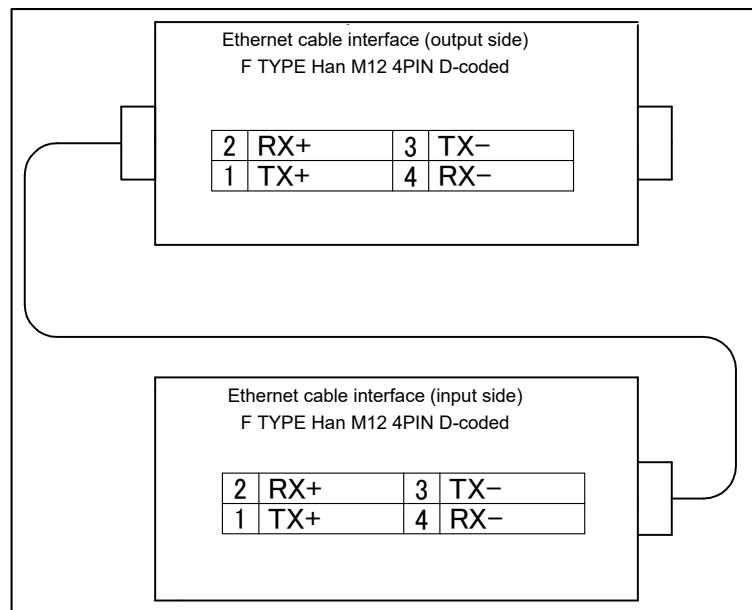 Ethernet cable interface (output side)
F TYPE Han M12 4PIN D-coded
2 RX+ 3 TX−
1 TX+ 4 RX−
Ethernet cable interface (input side)
F TYPE Han M12 4PIN D-coded
2 RX+ 3 TX−
1 TX+ 4 RX−